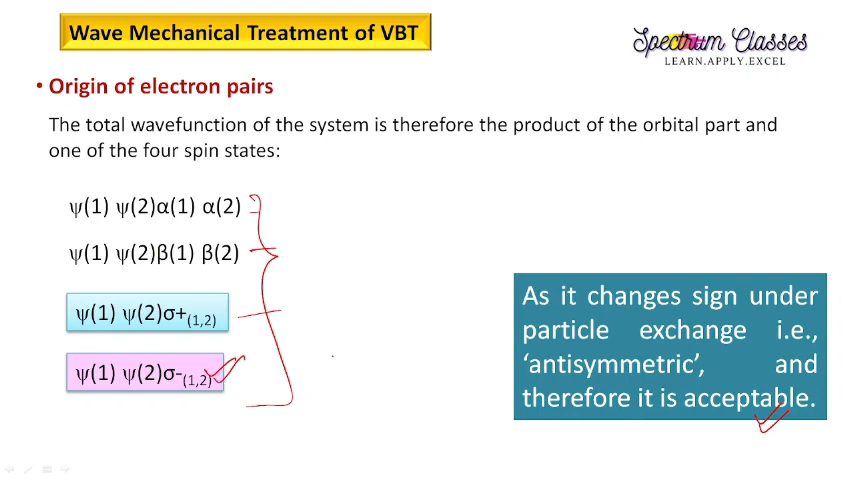 Wave Mechanical Treatment of VBT
Spectrum Classes
LEARN.APPLY.EXCEL
• Origin of electron pairs
The total wavefunction of the system is therefore the product of the orbital part and
one of the four spin states:
ψ(1) ψ(2)α(1) α(2)
ψ(1) ψ(2)β(1) β(2)
ψ(1) ψ(2)σ+(1,2)
ψ(1) ψ(2)σ-(1,2)
As it changes sign under
particle exchange i.e.,
‘antisymmetric’, and
therefore it is acceptable.